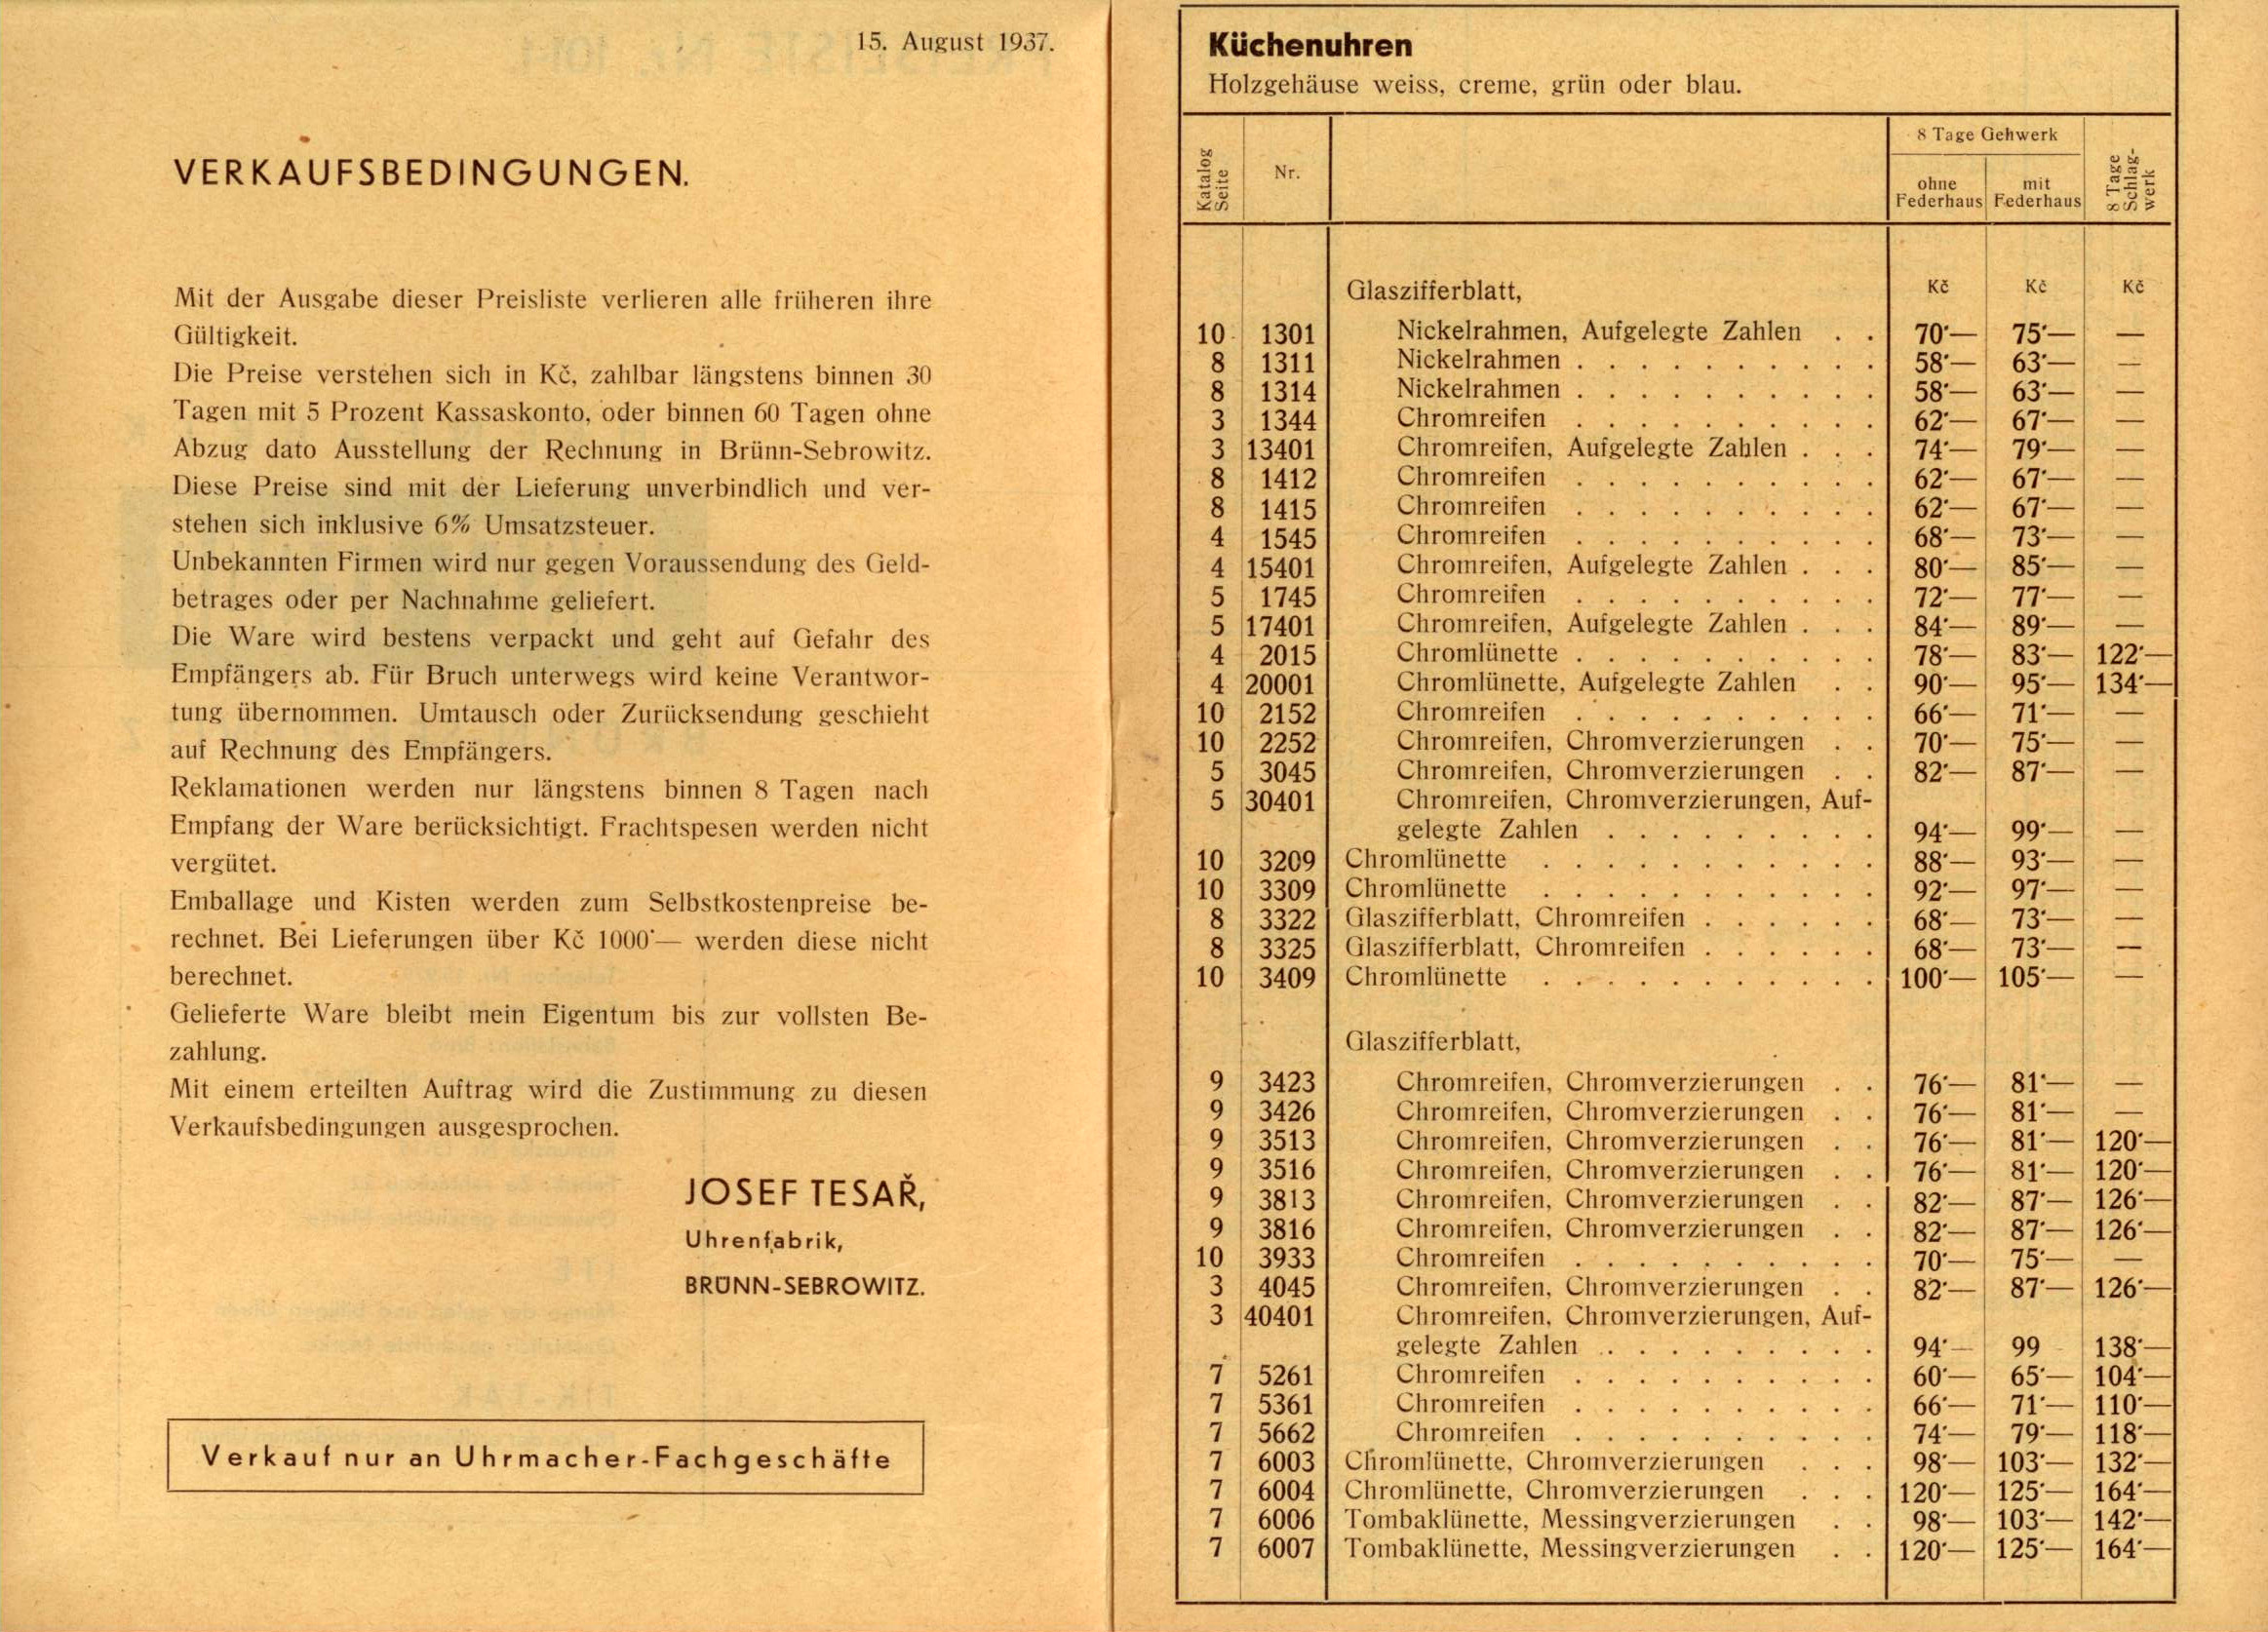 15. August 1937.
VERKAUFSBEDINGUNGEN.
Mit der Ausgabe dieser Preisliste verlieren alle früheren ihre
Gültigkeit.
Die Preise verstehen sich in Kč, zahlbar längstens binnen 30
Tagen mit 5 Prozent Kassaskonto, oder binnen 60 Tagen ohne
Abzug dato Ausstellung der Rechnung in Brünn-Sebrowitz.
Diese Preise sind mit der Lieferung unverbindlich und ver-
stehen sich inklusive 6% Umsatzsteuer.
Unbekannten Firmen wird nur gegen Voraussendung des Geld-
betrages oder per Nachnahme geliefert.
Die Ware wird bestens verpackt und geht auf Gefahr des
Empfängers ab. Für Bruch unterwegs wird keine Verantwor-
tung übernommen. Umtausch oder Zurücksendung geschieht
auf Rechnung des Empfängers.
Reklamationen werden nur längstens binnen 8 Tagen nach
Empfang der Ware berücksichtigt. Frachtspesen werden nicht
vergütet.
Emballage und Kisten werden zum Selbstkostenpreise be-
rechnet. Bei Lieferungen über Kč 1000·— werden diese nicht
berechnet.
Gelieferte Ware bleibt mein Eigentum bis zur vollsten Be-
zahlung.
Mit einem erteilten Auftrag wird die Zustimmung zu diesen
Verkaufsbedingungen ausgesprochen.
JOSEF TESAŘ,
Uhrenfabrik,
BRÜNN-SEBROWITZ.
Verkauf nur an Uhrmacher-Fachgeschäfte
Küchenuhren
Holzgehäuse weiss, creme, grün oder blau.
Katalog Seite
Nr.
8 Tage Gehwerk
ohne Federhaus
mit Federhaus
8 Tage Schlag-werk
Glaszifferblatt, Kč Kč Kč
10 1301 Nickelrahmen, Aufgelegte Zahlen . . 70·— 75·— —
8 1311 Nickelrahmen . . . . . . . . . . 58·— 63·— —
8 1314 Nickelrahmen . . . . . . . . . . 58·— 63·— —
3 1344 Chromreifen . . . . . . . . . . 62·— 67·— —
3 13401 Chromreifen, Aufgelegte Zahlen . . . 74·— 79·— —
8 1412 Chromreifen . . . . . . . . . . 62·— 67·— —
8 1415 Chromreifen . . . . . . . . . . 62·— 67·— —
4 1545 Chromreifen . . . . . . . . . . 68·— 73·— —
4 15401 Chromreifen, Aufgelegte Zahlen . . . 80·— 85·— —
5 1745 Chromreifen . . . . . . . . . . 72·— 77·— —
5 17401 Chromreifen, Aufgelegte Zahlen . . . 84·— 89·— —
4 2015 Chromlünette . . . . . . . . . . 78·— 83·— 122·—
4 20001 Chromlünette, Aufgelegte Zahlen . . 90·— 95·— 134·—
10 2152 Chromreifen . . . . . . . . . . 66·— 71·— —
10 2252 Chromreifen, Chromverzierungen . . 70·— 75·— —
5 3045 Chromreifen, Chromverzierungen . . 82·— 87·— —
5 30401 Chromreifen, Chromverzierungen, Auf-
gelegte Zahlen . . . . . . . . . 94·— 99·— —
10 3209 Chromlünette . . . . . . . . . . . 88·— 93·— —
10 3309 Chromlünette . . . . . . . . . . . 92·— 97·— —
8 3322 Glaszifferblatt, Chromreifen . . . . . . 68·— 73·— —
8 3325 Glaszifferblatt, Chromreifen . . . . . . 68·— 73·— —
10 3409 Chromlünette . . . . . . . . . . . 100·— 105·— —
Glaszifferblatt,
9 3423 Chromreifen, Chromverzierungen . . 76·— 81·— —
9 3426 Chromreifen, Chromverzierungen . . 76·— 81·— —
9 3513 Chromreifen, Chromverzierungen . . 76·— 81·— 120·—
9 3516 Chromreifen, Chromverzierungen . . 76·— 81·— 120·—
9 3813 Chromreifen, Chromverzierungen . . 82·— 87·— 126·—
9 3816 Chromreifen, Chromverzierungen . . 82·— 87·— 126·—
10 3933 Chromreifen . . . . . . . . . . 70·— 75·— —
3 4045 Chromreifen, Chromverzierungen . . 82·— 87·— 126·—
3 40401 Chromreifen, Chromverzierungen, Auf-
gelegte Zahlen . . . . . . . . . 94·— 99 - 138·—
7 5261 Chromreifen . . . . . . . . . . 60·— 65·— 104·—
7 5361 Chromreifen . . . . . . . . . . 66·— 71·— 110·—
7 5662 Chromreifen . . . . . . . . . . 74·— 79·— 118·—
7 6003 Chromlünette, Chromverzierungen . . . 98·— 103·— 132·—
7 6004 Chromlünette, Chromverzierungen . . . 120·— 125·— 164·—
7 6006 Tombaklünette, Messingverzierungen . . 98·— 103·— 142·—
7 6007 Tombaklünette, Messingverzierungen . . 120·— 125·— 164·—